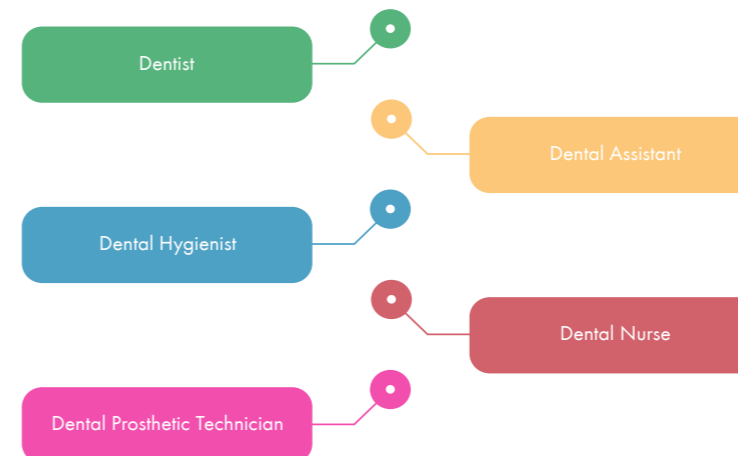 Dentist
Dental Assistant
Dental Hygienist
Dental Nurse
Dental Prosthetic Technician